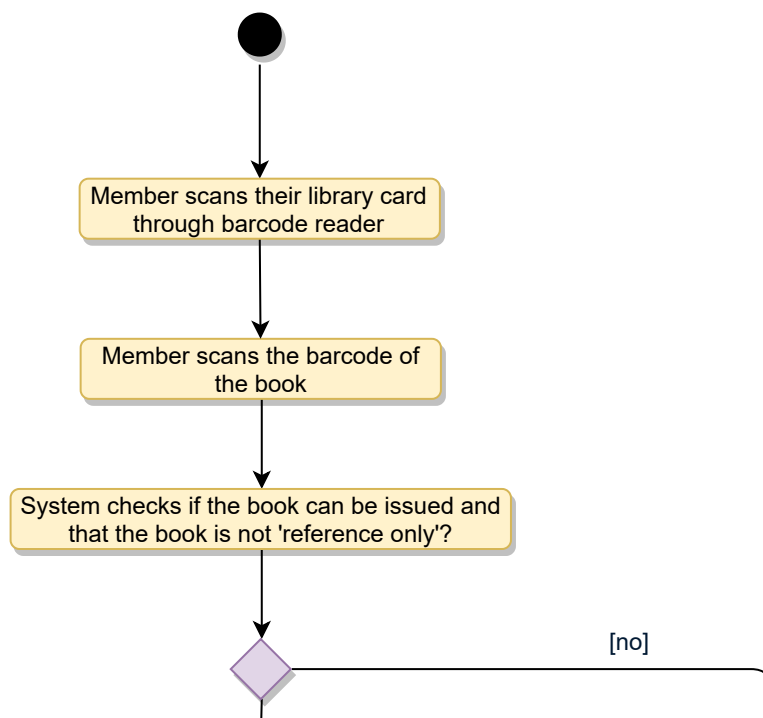 Member scans their library card
through barcode reader
Member scans the barcode of
the book
System checks if the book can be issued and
that the book is not 'reference only'?
[no]